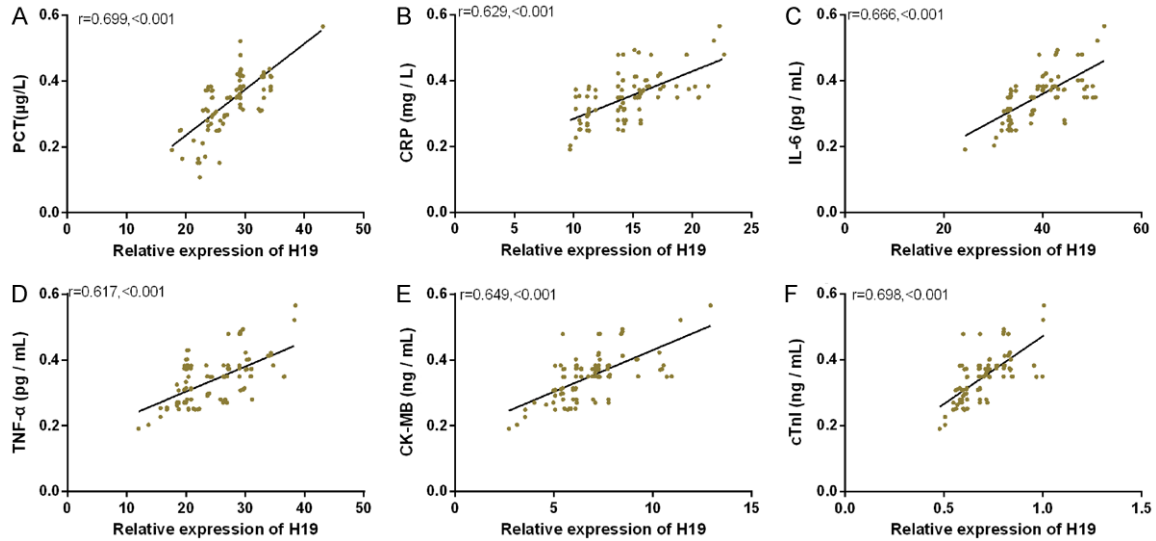 A
r=0.699,<0.001
PCT(µg/L)
0.6
0.4
0.2
0.0
0 10 20 30 40 50
Relative expression of H19
B
r=0.629,<0.001
CRP (mg / L)
0.6
0.4
0.2
0.0
0 5 10 15 20 25
Relative expression of H19
C
r=0.666,<0.001
IL-6 (pg / mL)
0.6
0.4
0.2
0.0
0 20 40 60
Relative expression of H19
D
r=0.617,<0.001
TNF-α (pg / mL)
0.6
0.4
0.2
0.0
0 10 20 30 40 50
Relative expression of H19
E
r=0.649,<0.001
CK-MB (ng / mL)
0.6
0.4
0.2
0.0
0 5 10 15
Relative expression of H19
F
r=0.698,<0.001
cTnI (ng / mL)
0.6
0.4
0.2
0.0
0.0 0.5 1.0 1.5
Relative expression of H19